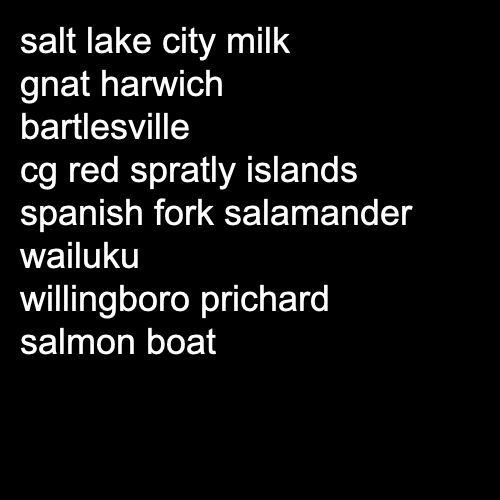 salt lake city milk
gnat harwich
bartlesville
cg red spratly islands
spanish fork salamander
wailuku
willingboro prichard
salmon boat